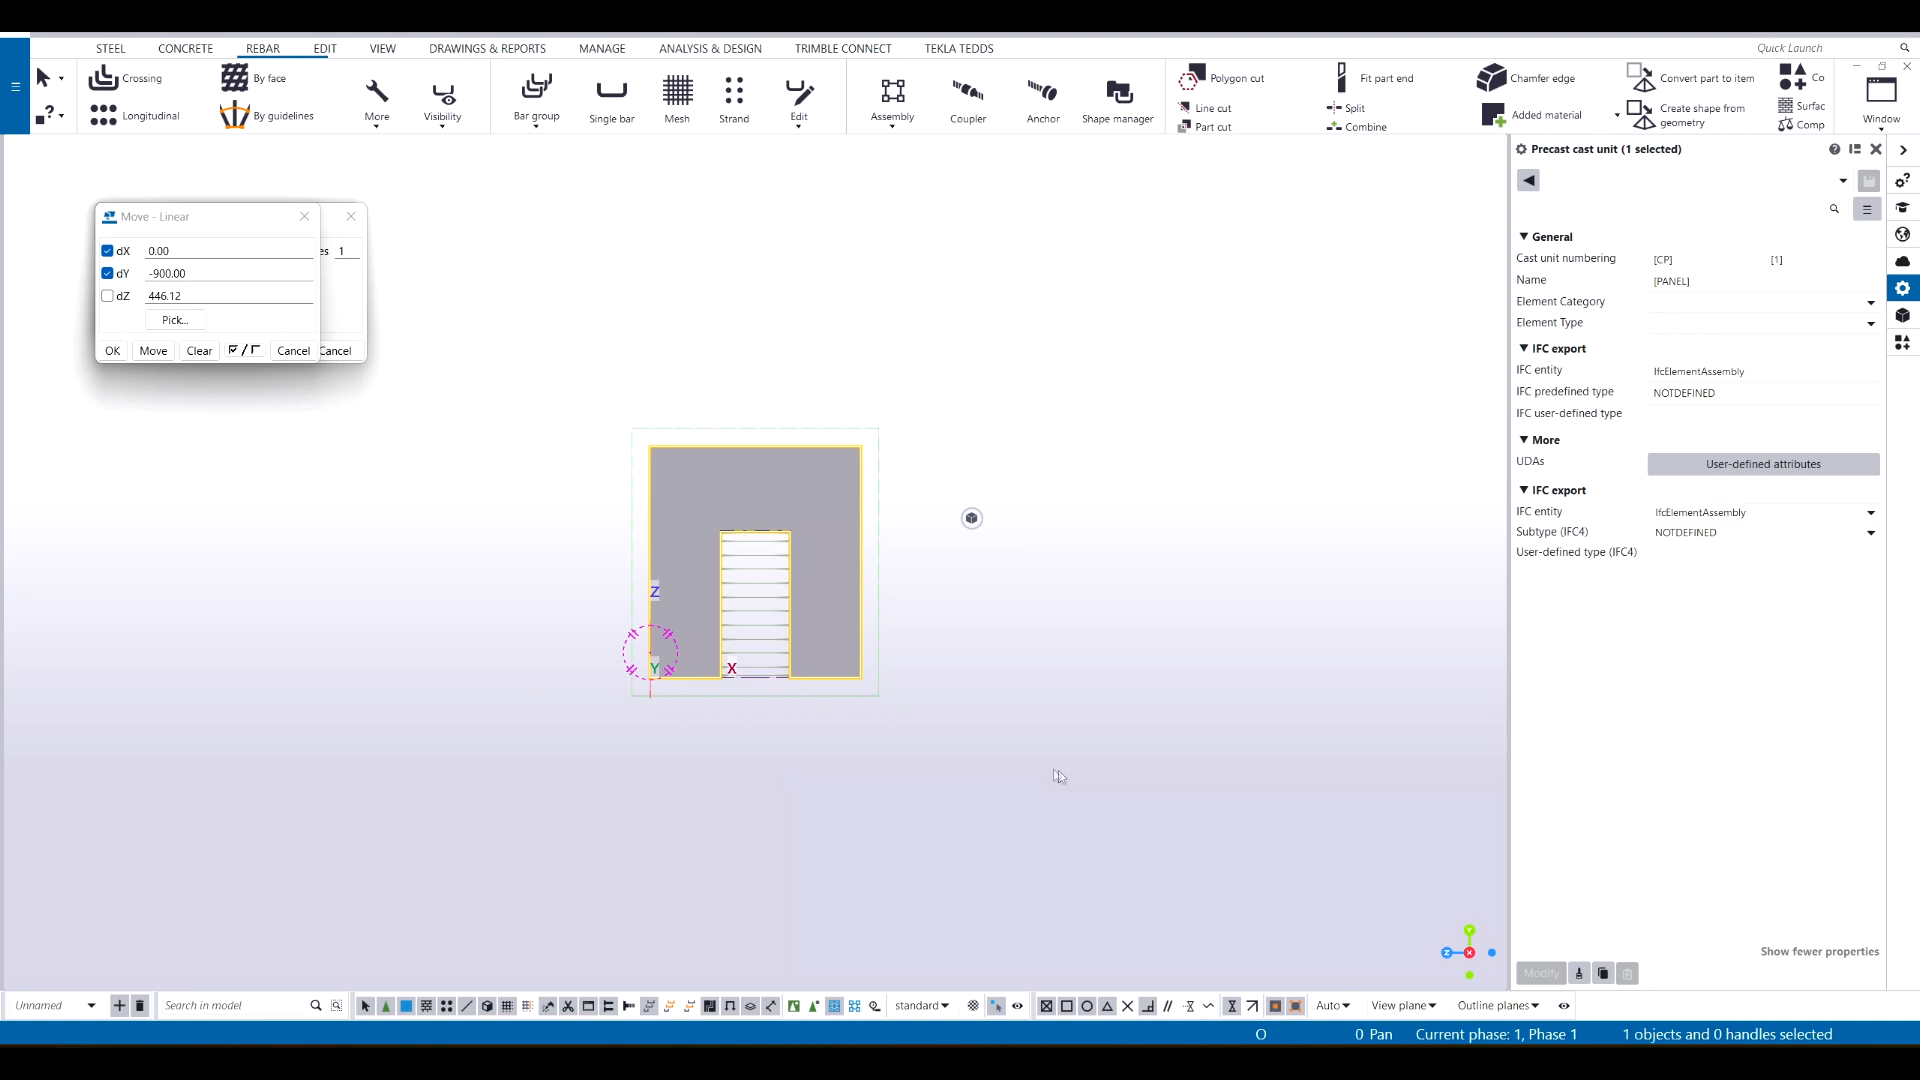 STEEL CONCRETE REBAR EDIT VIEW DRAWINGS & REPORTS MANAGE ANALYSIS & DESIGN TRIMBLE CONNECT TEKLA TEDDS Quick Launch
Crossing
Longitudinal
By face
By guidelines
More
Visibility
Bar group
Single bar
Mesh
Strand
Edit
Assembly
Coupler
Anchor
Shape manager
Polygon cut
Line cut
Part cut
Fit part end
Split
Combine
Chamfer edge
Added material
Convert part to item
Create shape from
geometry
Co
Surfac
Comp
Window
Move - Linear
dX 0.00
dY -900.00
dZ 446.12
Pick...
OK Move Clear / Cancel
es 1
Cancel
Z
Y
X
Precast cast unit (1 selected)
General
Cast unit numbering [CP] [1]
Name [PANEL]
Element Category
Element Type
IFC export
IFC entity IfcElementAssembly
IFC predefined type NOTDEFINED
IFC user-defined type
More
UDAs User-defined attributes
IFC export
IFC entity IfcElementAssembly
Subtype (IFC4) NOTDEFINED
User-defined type (IFC4)
Show fewer properties
Modify
Y
Z X
Unnamed Search in model standard Auto View plane Outline planes
O 0 Pan Current phase: 1, Phase 1 1 objects and 0 handles selected